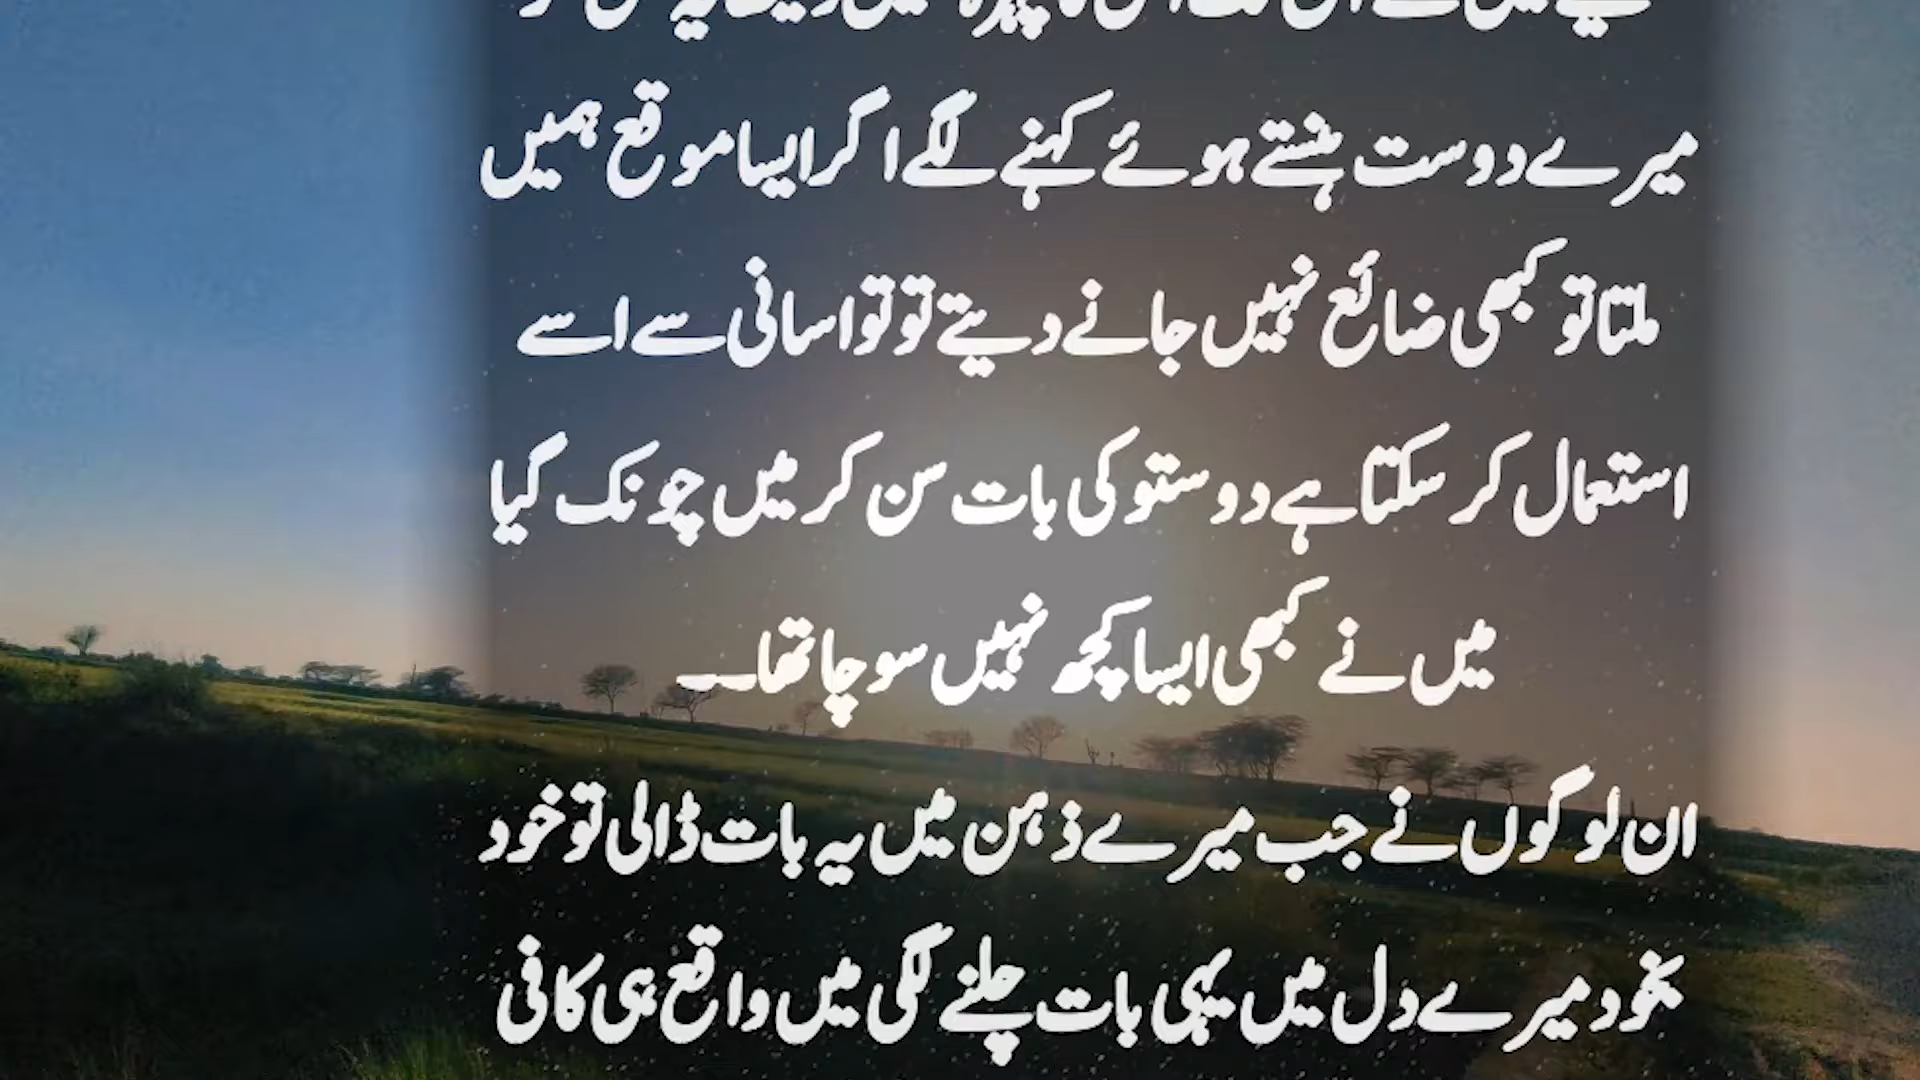 میرے دوست ہنستے ہوئے کہنے لگے اگر ایسا موقع ہمیں
ملتا تو کبھی ضائع نہیں جانے دیتے تو تو اسانی سے اسے
استعمال کر سکتا ہے دوستو کی بات سن کر میں چونک گیا
میں نے کبھی ایسا کچھ نہیں سوچا تھا۔۔
ان لوگوں نے جب میرے ذہن میں یہ بات ڈالی تو خود
بخود میرے دل میں یہی بات چلنے لگی میں واقع ہی کافی